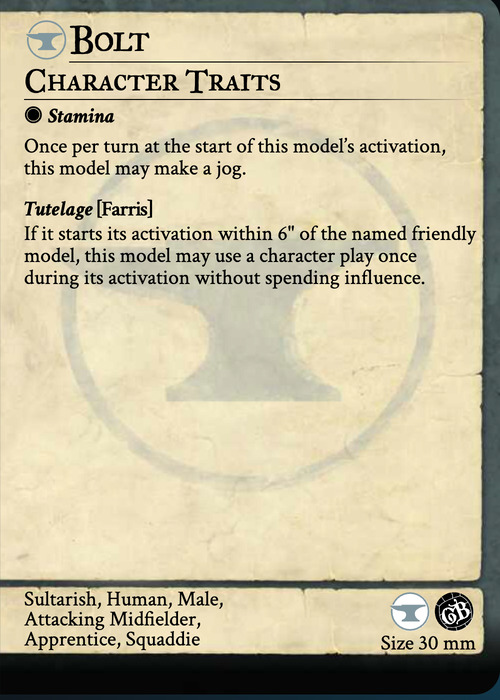 Bolt
Character Traits
Stamina
Once per turn at the start of this model's activation,
this model may make a jog.
Tutelage [Farris]
If it starts its activation within 6" of the named friendly
model, this model may use a character play once
during its activation without spending influence.
Sultarish, Human, Male,
Attacking Midfielder,
Apprentice, Squaddie
GB
Size 30 mm